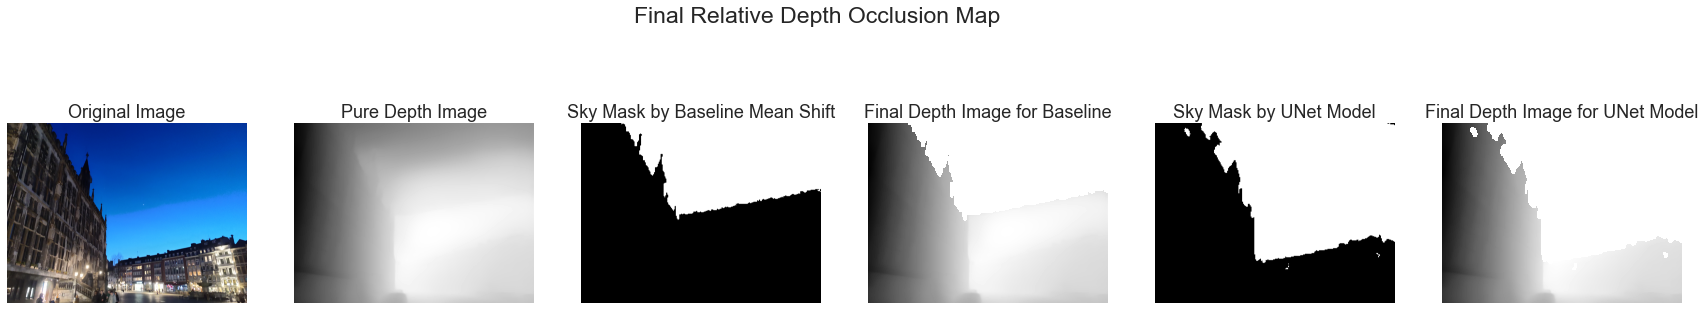 Final Relative Depth Occlusion Map
Original Image
Pure Depth Image
Sky Mask by Baseline Mean Shift
Final Depth Image for Baseline
Sky Mask by UNet Model
Final Depth Image for UNet Model